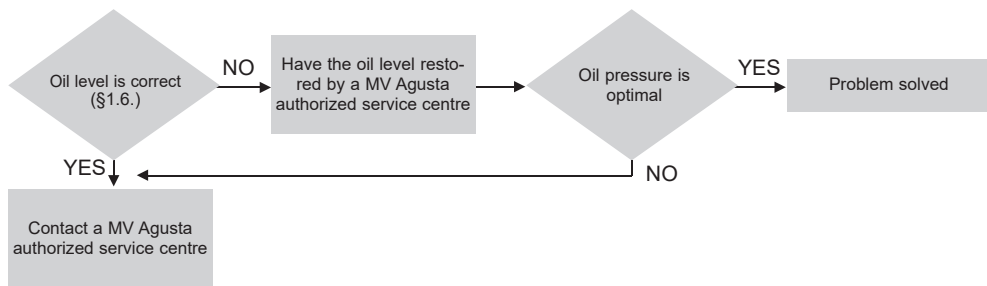 Oil level is correct
(§1.6.)
NO
Have the oil level resto-
red by a MV Agusta
authorized service centre
Oil pressure is
optimal
YES
Problem solved
YES
NO
Contact a MV Agusta
authorized service centre